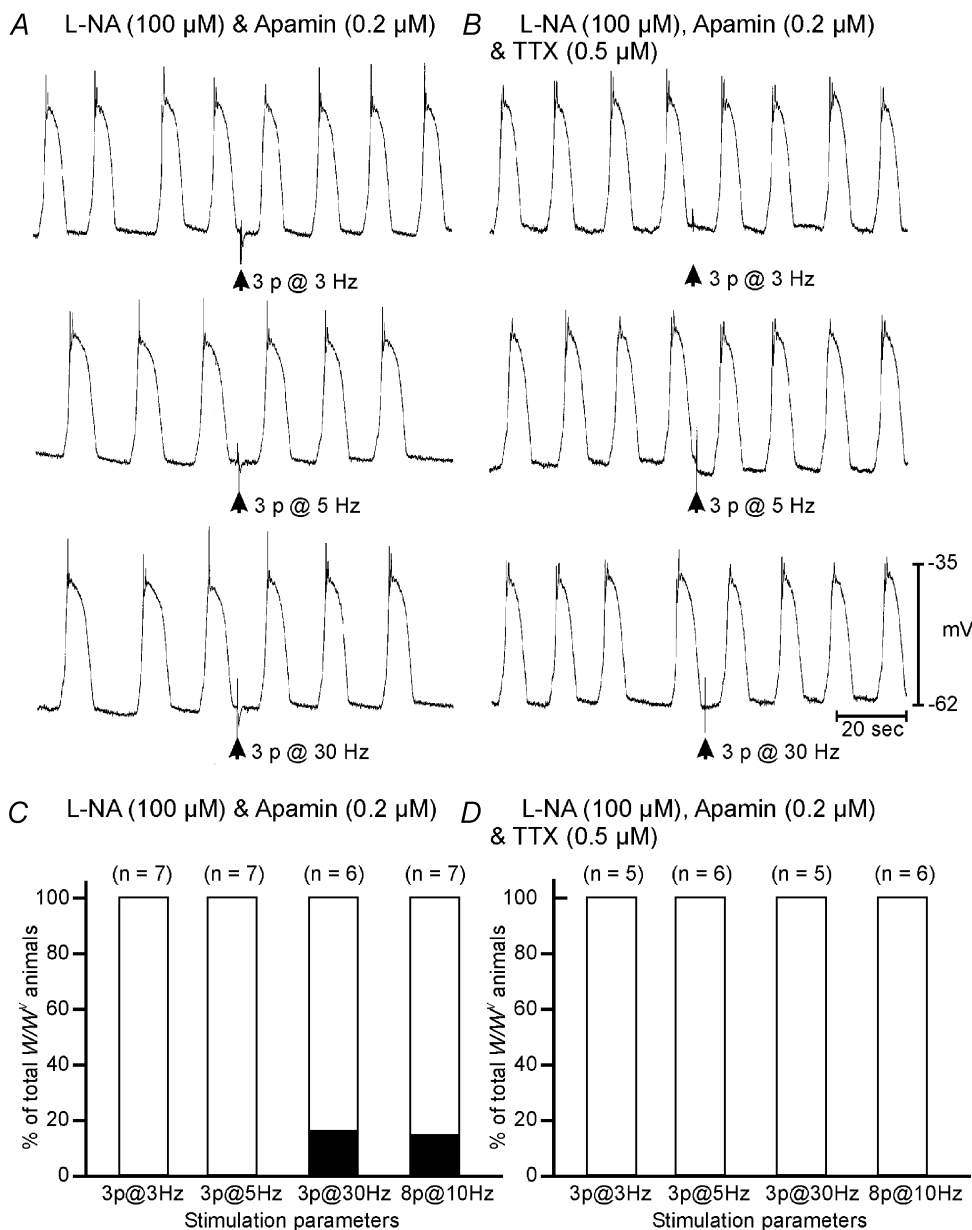 A L-NA (100 µM) & Apamin (0.2 µM)
B L-NA (100 µM), Apamin (0.2 µM)
& TTX (0.5 µM)
3 p @ 3 Hz
3 p @ 3 Hz
3 p @ 5 Hz
3 p @ 5 Hz
-35
mV
-62
20 sec
3 p @ 30 Hz
3 p @ 30 Hz
C L-NA (100 µM) & Apamin (0.2 µM)
D L-NA (100 µM), Apamin (0.2 µM)
& TTX (0.5 µM)
(n = 7) (n = 7) (n = 6) (n = 7)
100
80
60
40
20
0
% of total W/Wᵛ animals
3p@3Hz 3p@5Hz 3p@30Hz 8p@10Hz
Stimulation parameters
(n = 5) (n = 6) (n = 5) (n = 6)
100
80
60
40
20
0
% of total W/Wᵛ animals
3p@3Hz 3p@5Hz 3p@30Hz 8p@10Hz
Stimulation parameters